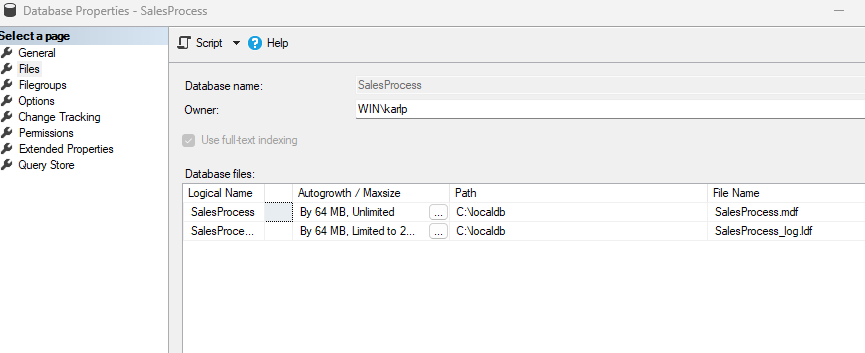 Database Properties - SalesProcess
Select a page
General
Files
Filegroups
Options
Change Tracking
Permissions
Extended Properties
Query Store
Script Help
Database name: SalesProcess
Owner: WIN\karlp
Use full-text indexing
Database files:
Logical Name Autogrowth / Maxsize Path File Name
SalesProcess By 64 MB, Unlimited ... C:\localdb SalesProcess.mdf
SalesProce... By 64 MB, Limited to 2... ... C:\localdb SalesProcess_log.ldf